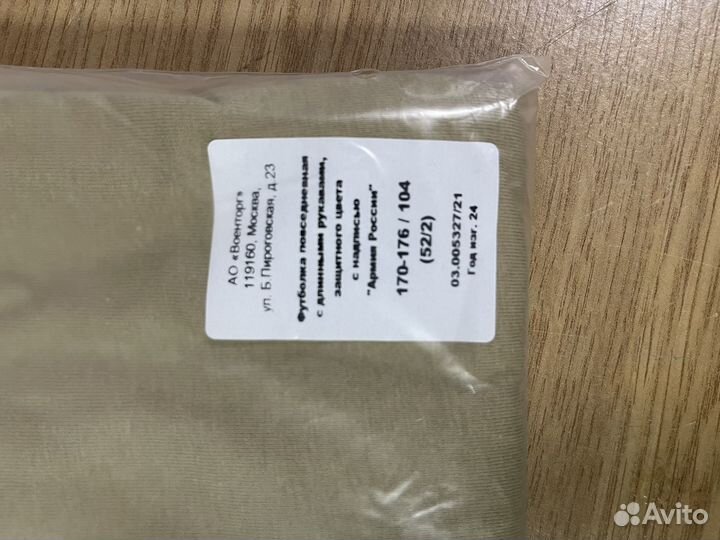 АО «Военторг»
119160, Москва,
ул. Б.Пироговская, д.23
Футболка повседневная
с длинными рукавами,
защитного цвета
с надписью
"Армия России"
170-176 / 104
(52/2)
03.005327/21
Год изг. 24
Avito